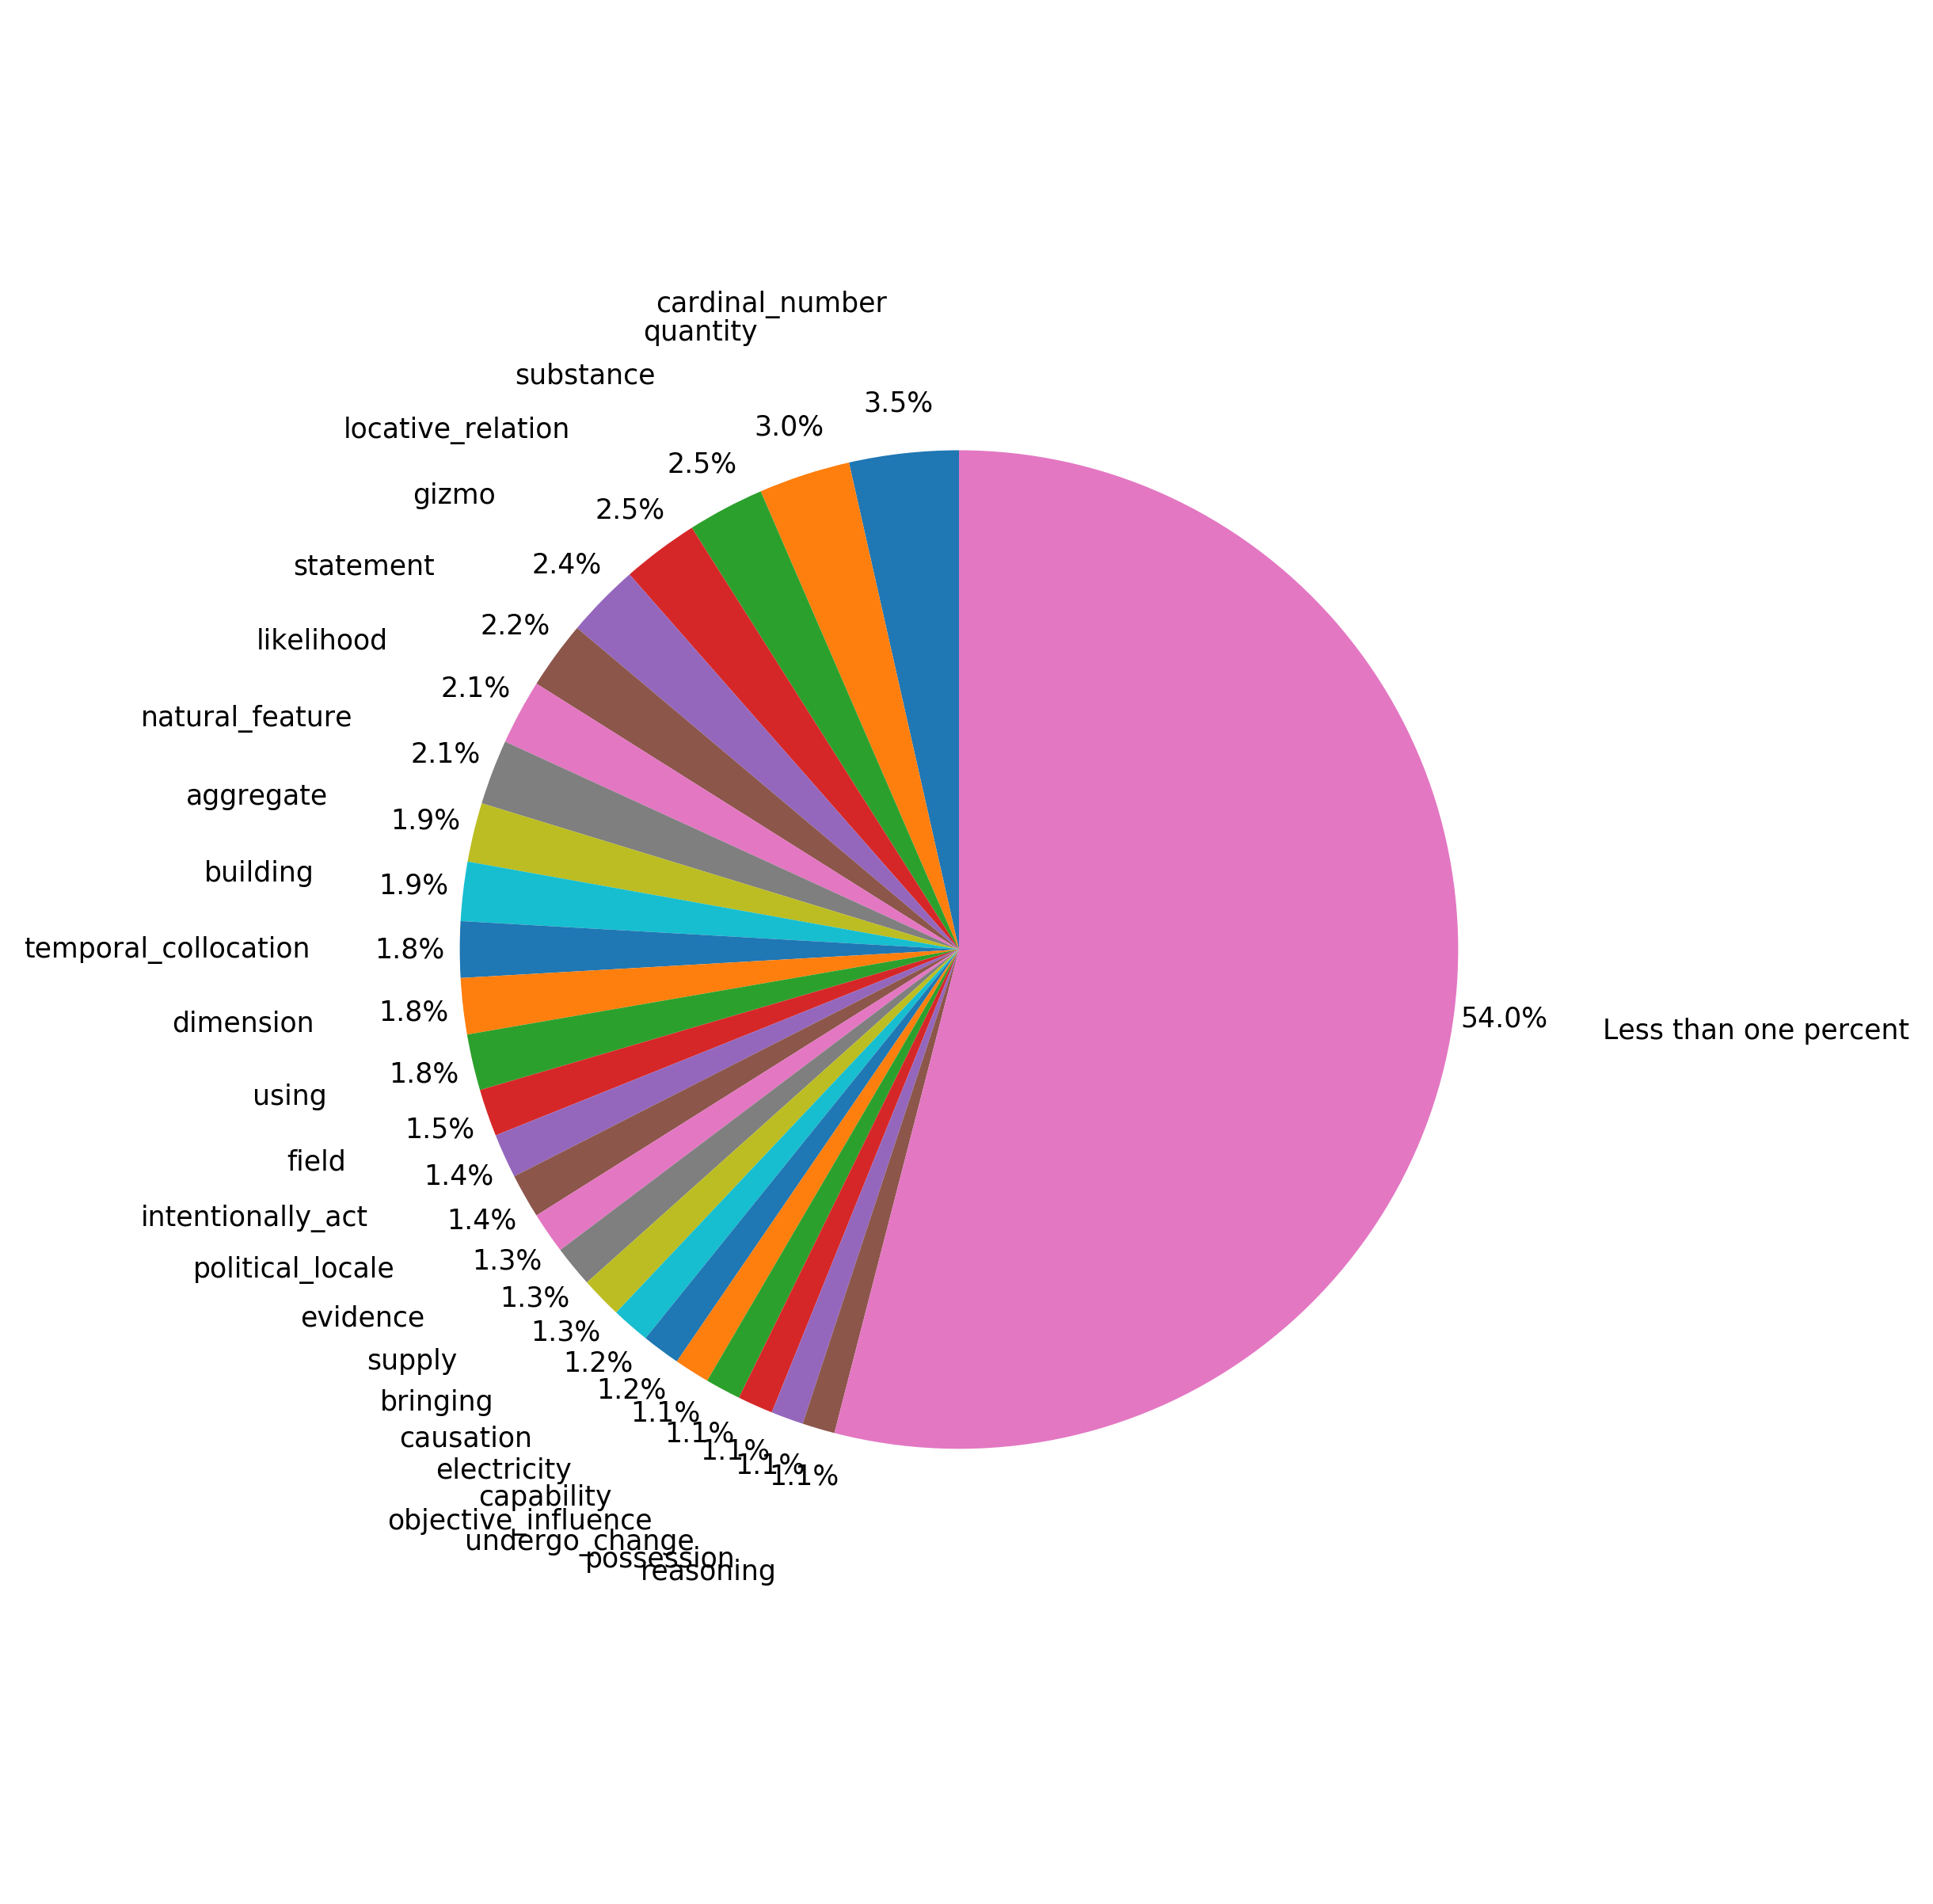 cardinal_number
quantity
substance
locative_relation
gizmo
statement
likelihood
natural_feature
aggregate
building
temporal_collocation
dimension
using
field
intentionally_act
political_locale
evidence
supply
bringing
causation
electricity
capability
objective_influence
undergo_change
possession
reasoning
3.5%
3.0%
2.5%
2.5%
2.4%
2.2%
2.1%
2.1%
1.9%
1.9%
1.8%
1.8%
1.8%
1.5%
1.4%
1.4%
1.3%
1.3%
1.3%
1.2%
1.2%
1.1%
1.1%
1.1%
1.1%
1.1%
54.0%
Less than one percent